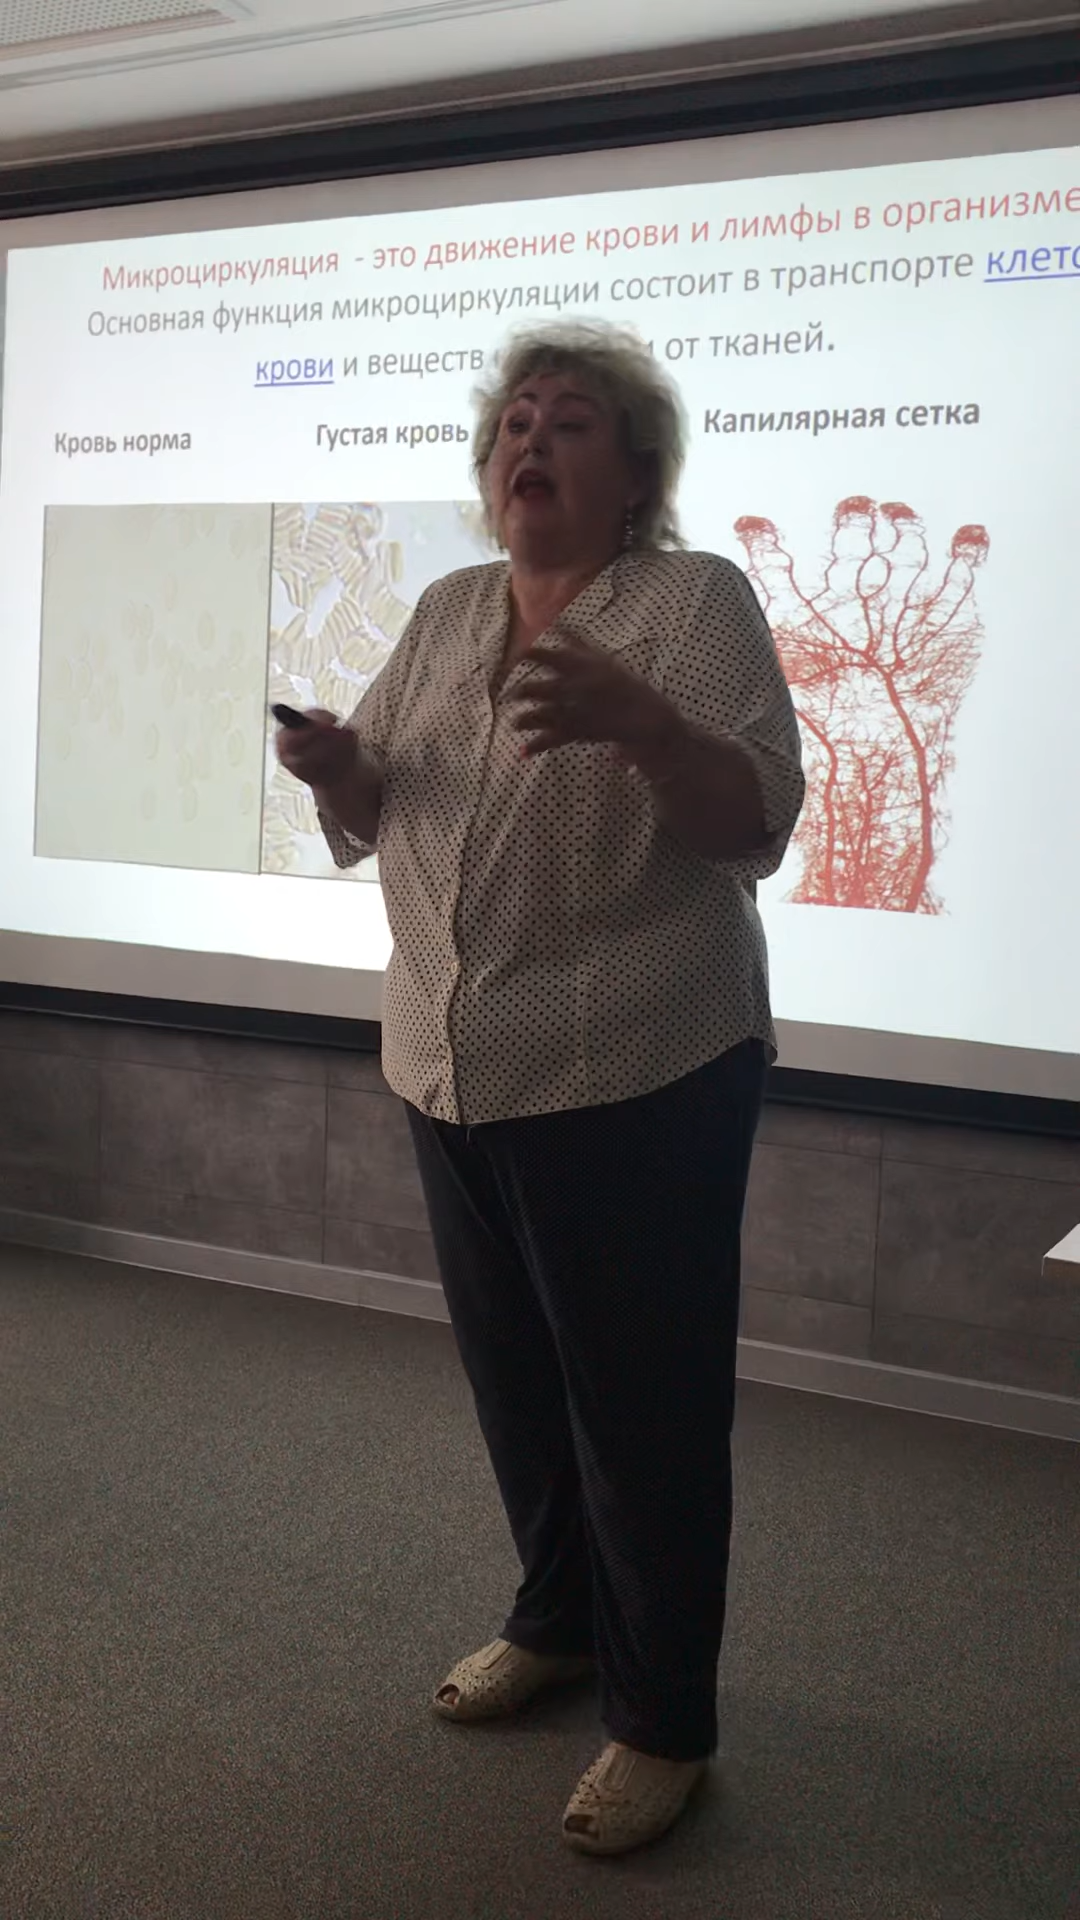 Микроциркуляция - это движение крови и лимфы в организме
Основная функция микроциркуляции состоит в транспорте
крови и веществ от тканей.
Кровь норма Густая кровь Капилярная сетка